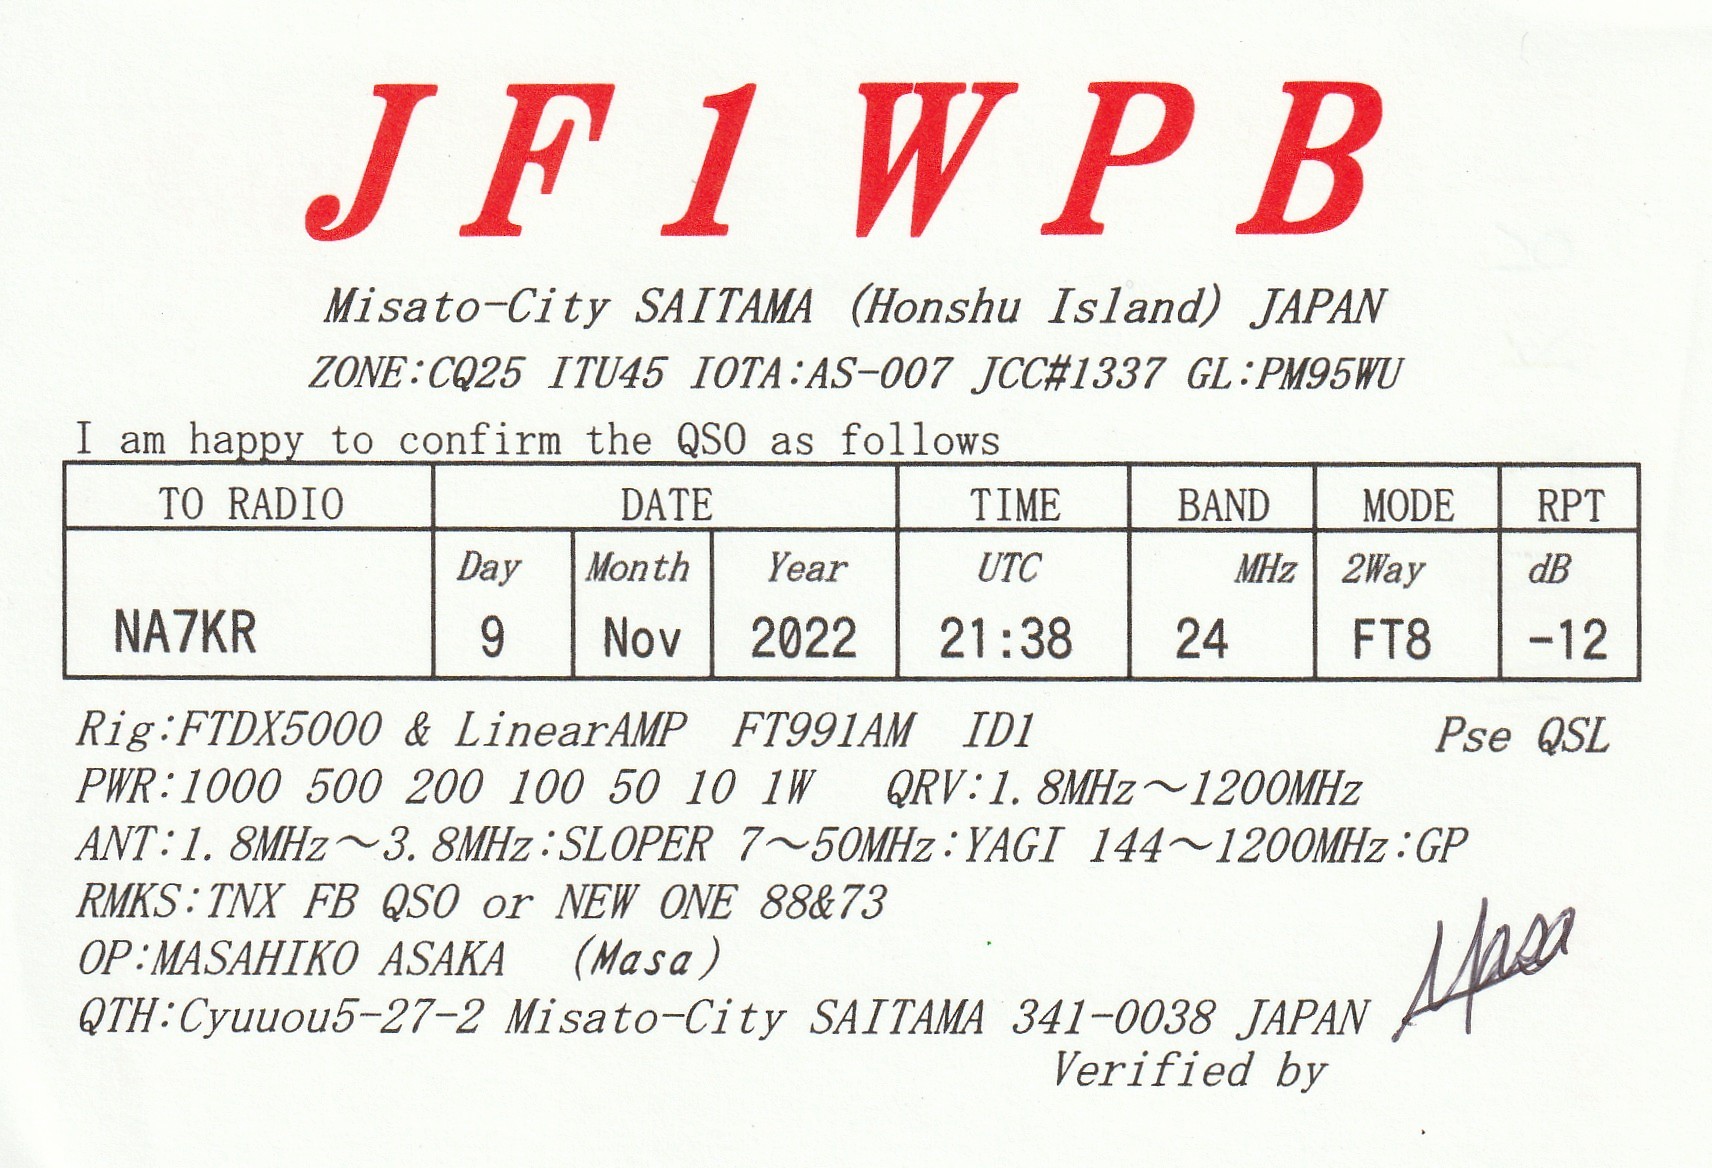 JF1WPB
Misato-City SAITAMA (Honshu Island) JAPAN
ZONE:CQ25 ITU45 IOTA:AS-007 JCC#1337 GL:PM95WU
I am happy to confirm the QSO as follows
TO RADIO DATE TIME BAND MODE RPT
Day Month Year UTC MHz 2Way dB
NA7KR 9 Nov 2022 21:38 24 FT8 -12
Rig:FTDX5000 & LinearAMP FT991AM ID1 Pse QSL
PWR:1000 500 200 100 50 10 1W QRV:1.8MHz～1200MHz
ANT:1.8MHz～3.8MHz:SLOPER 7～50MHz:YAGI 144～1200MHz:GP
RMKS:TNX FB QSO or NEW ONE 88&73
OP:MASAHIKO ASAKA (Masa)
QTH:Cyuuou5-27-2 Misato-City SAITAMA 341-0038 JAPAN
Masa
Verified by